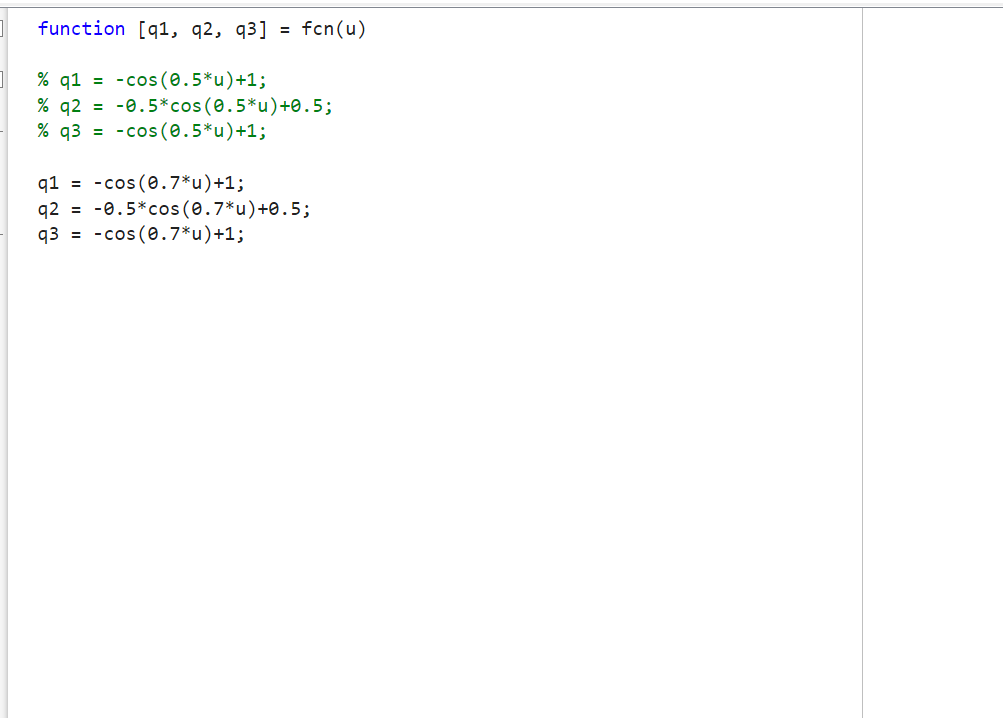 function [q1, q2, q3] = fcn(u)
% q1 = -cos(0.5*u)+1;
% q2 = -0.5*cos(0.5*u)+0.5;
% q3 = -cos(0.5*u)+1;
q1 = -cos(0.7*u)+1;
q2 = -0.5*cos(0.7*u)+0.5;
q3 = -cos(0.7*u)+1;